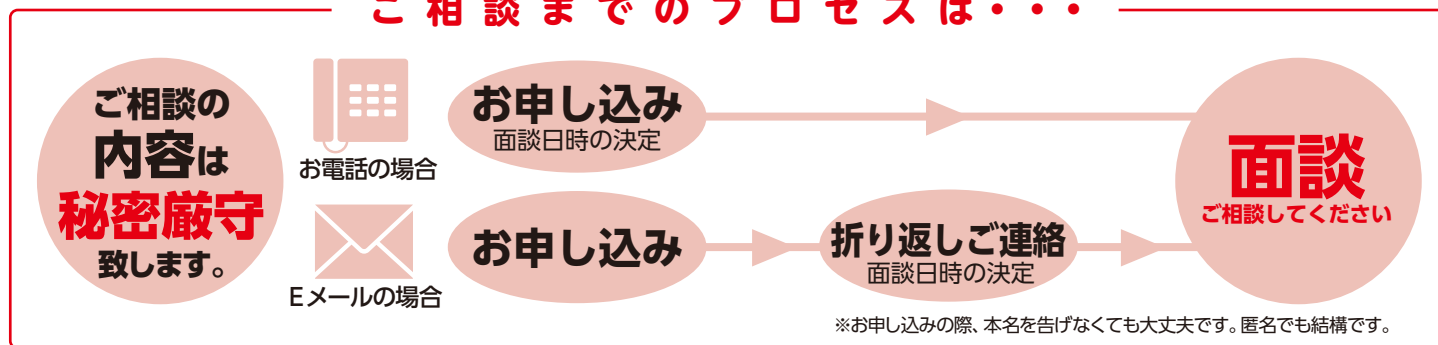 ご相談までのプロセスは・・・
ご相談の
内容は
秘密厳守
致します。
お電話の場合
お申し込み
面談日時の決定
Eメールの場合
お申し込み
折り返しご連絡
面談日時の決定
面談
ご相談してください
※お申し込みの際、本名を告げなくても大丈夫です。匿名でも結構です。